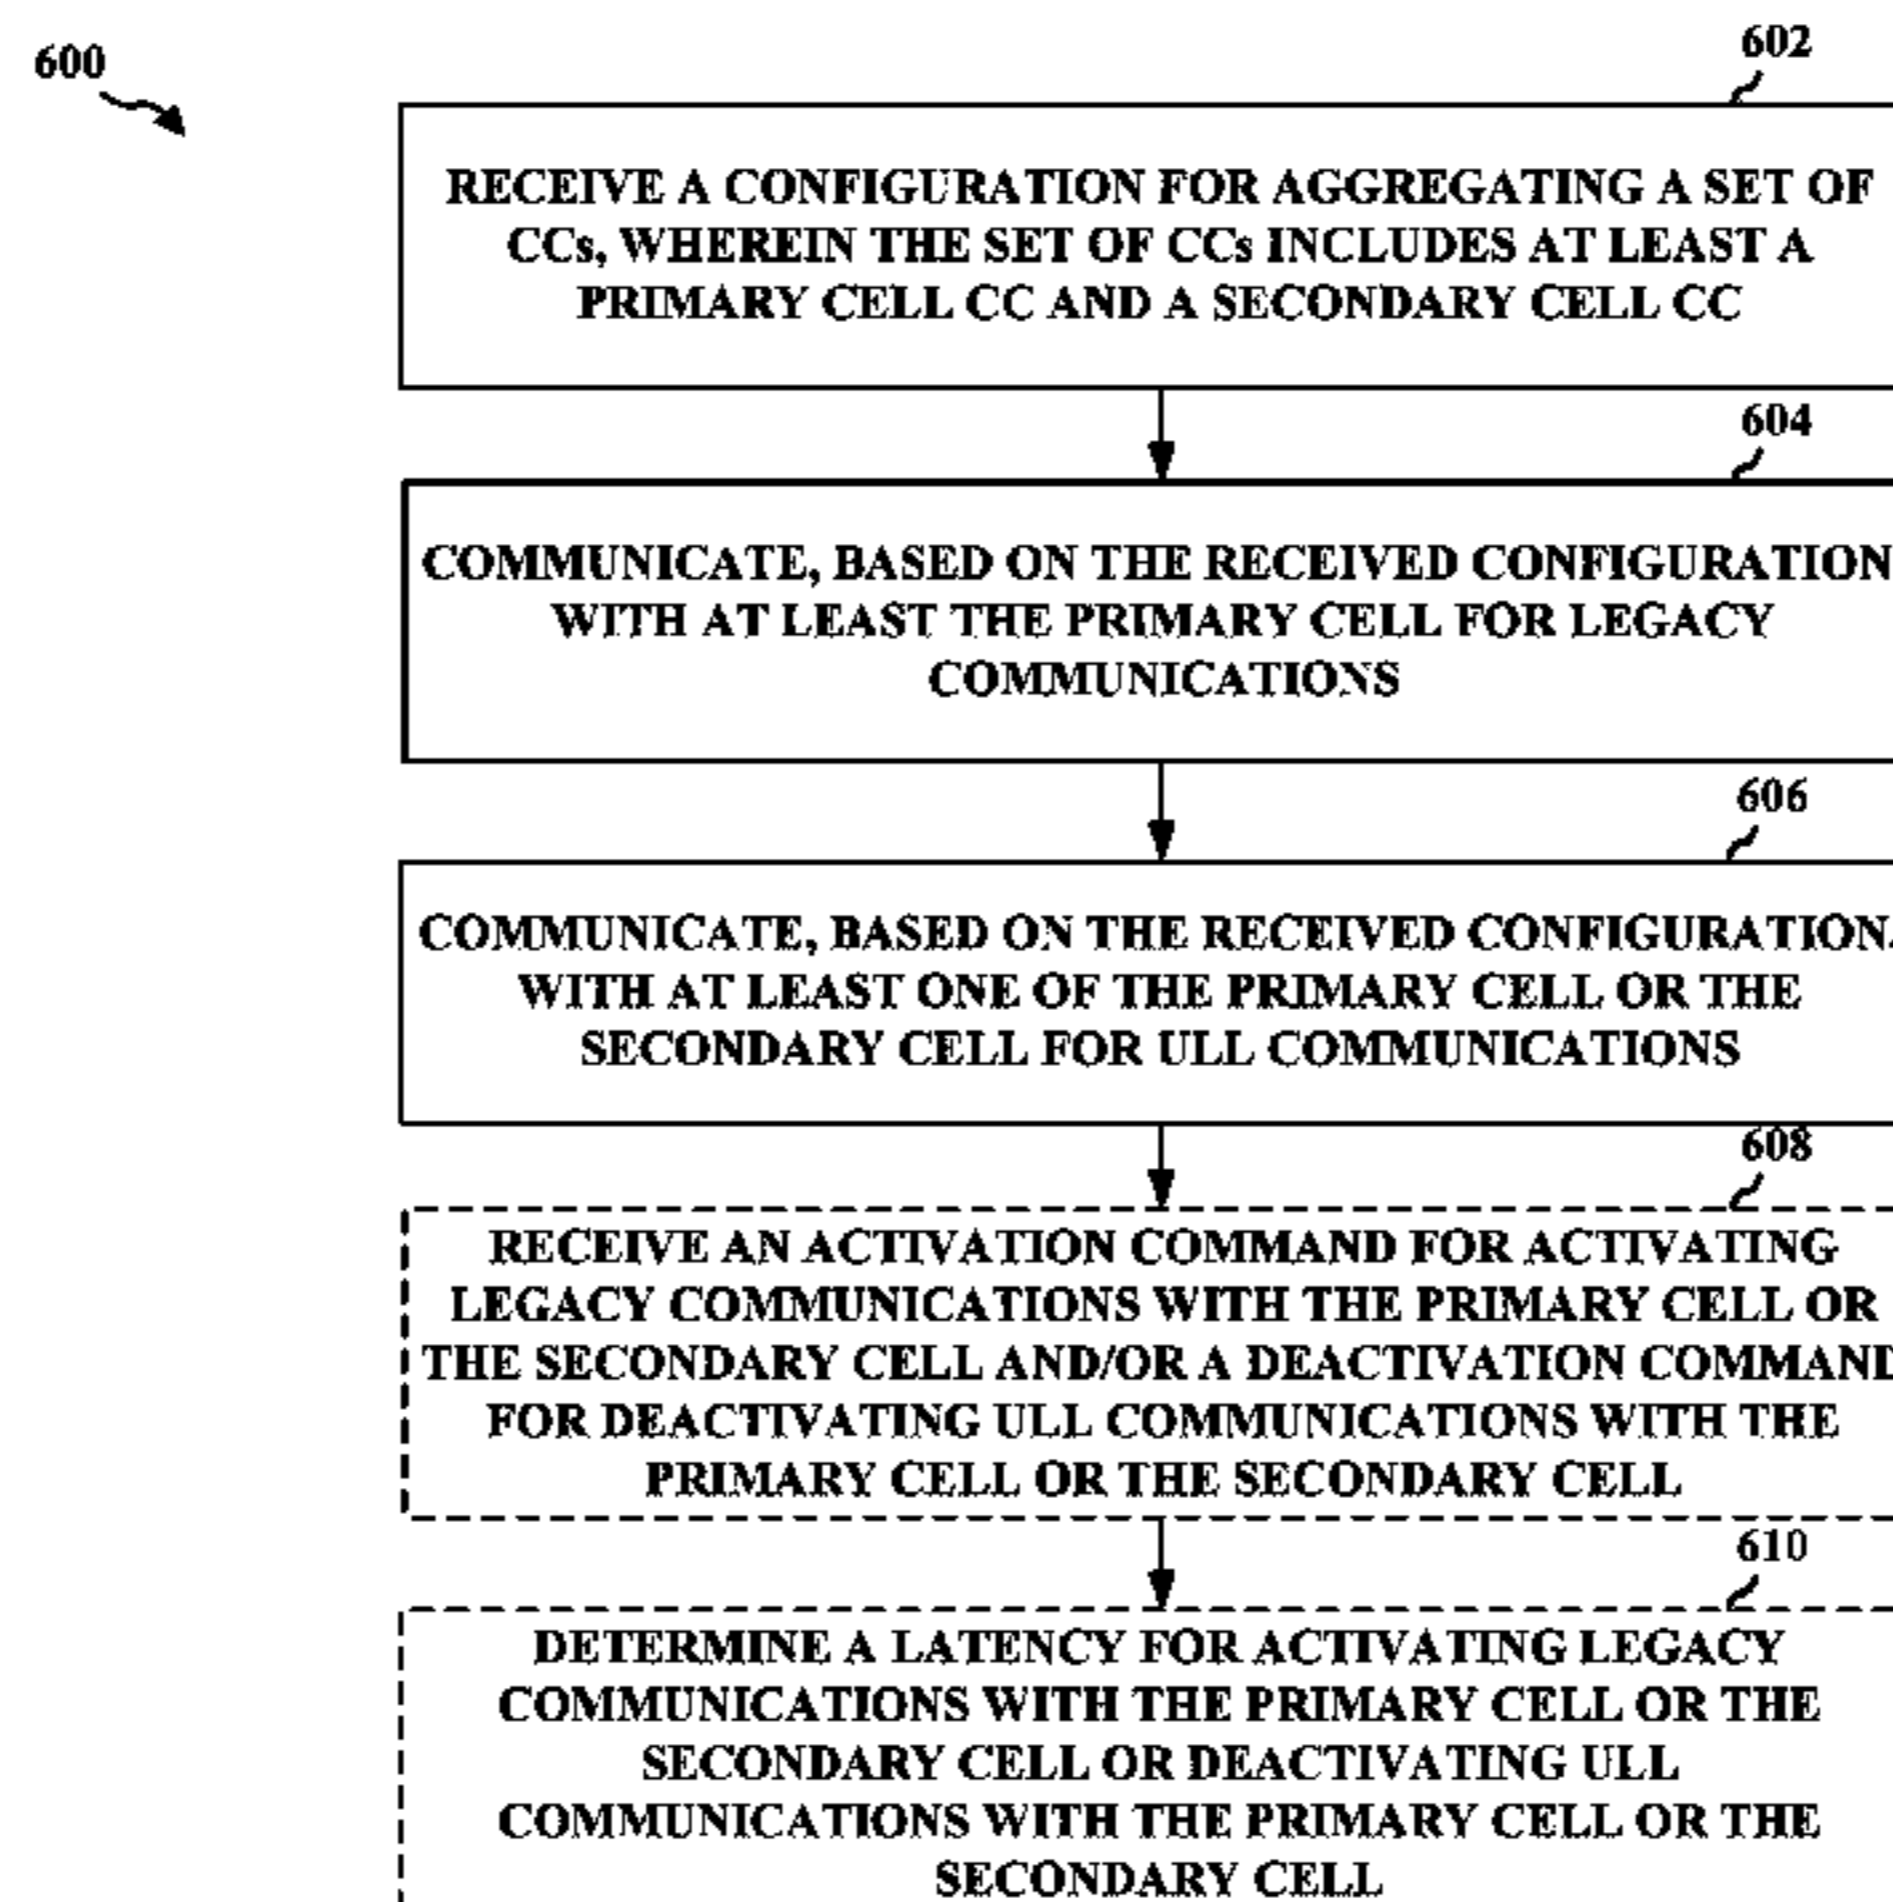 600
602
RECEIVE A CONFIGURATION FOR AGGREGATING A SET OF
CCs, WHEREIN THE SET OF CCs INCLUDES AT LEAST A
PRIMARY CELL CC AND A SECONDARY CELL CC
604
COMMUNICATE, BASED ON THE RECEIVED CONFIGURATION
WITH AT LEAST THE PRIMARY CELL FOR LEGACY
COMMUNICATIONS
606
COMMUNICATE, BASED ON THE RECEIVED CONFIGURATION,
WITH AT LEAST ONE OF THE PRIMARY CELL OR THE
SECONDARY CELL FOR ULL COMMUNICATIONS
608
RECEIVE AN ACTIVATION COMMAND FOR ACTIVATING
LEGACY COMMUNICATIONS WITH THE PRIMARY CELL OR
THE SECONDARY CELL AND/OR A DEACTIVATION COMMAND
FOR DEACTIVATING ULL COMMUNICATIONS WITH THE
PRIMARY CELL OR THE SECONDARY CELL
610
DETERMINE A LATENCY FOR ACTIVATING LEGACY
COMMUNICATIONS WITH THE PRIMARY CELL OR THE
SECONDARY CELL OR DEACTIVATING ULL
COMMUNICATIONS WITH THE PRIMARY CELL OR THE
SECONDARY CELL